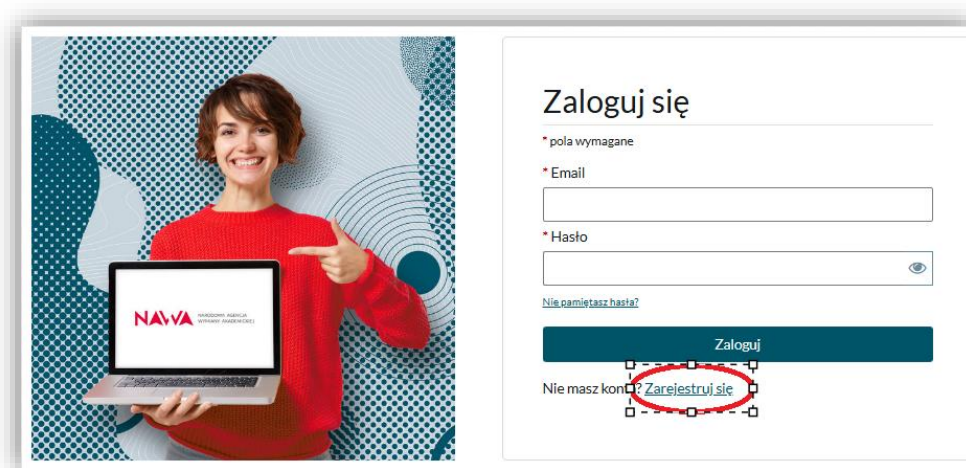 NAWA
NARODOWA AGENCJA
WYMIANY AKADEMICKIEJ
Zaloguj się
* pola wymagane
* Email
* Hasło
Nie pamiętasz hasła?
Zaloguj
Nie masz kont? Zarejestruj się